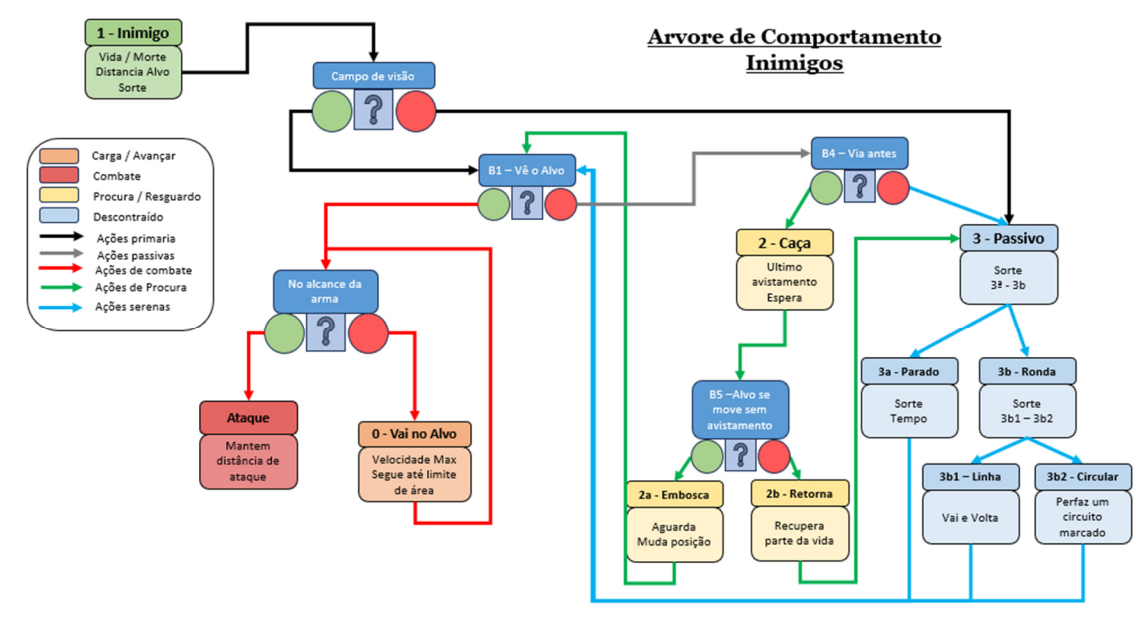 Arvore de Comportamento
Inimigos
1 - Inimigo
Vida / Morte
Distancia Alvo
Sorte
Campo de visão
?
Carga / Avançar
Combate
Procura / Resguardo
Descontraído
Ações primaria
Ações passivas
Ações de combate
Ações de Procura
Ações serenas
B1 – Vê o Alvo
?
B4 – Via antes
?
No alcance da
arma
?
2 - Caça
Ultimo
avistamento
Espera
3 - Passivo
Sorte
3ª - 3b
Ataque
Mantem
distância de
ataque
0 - Vai no Alvo
Velocidade Max
Segue até limite
de área
B5 –Alvo se
move sem
avistamento
?
3a - Parado
Sorte
Tempo
3b - Ronda
Sorte
3b1 – 3b2
2a - Embosca
Aguarda
Muda posição
2b - Retorna
Recupera
parte da vida
3b1 – Linha
Vai e Volta
3b2 - Circular
Perfaz um
circuito
marcado